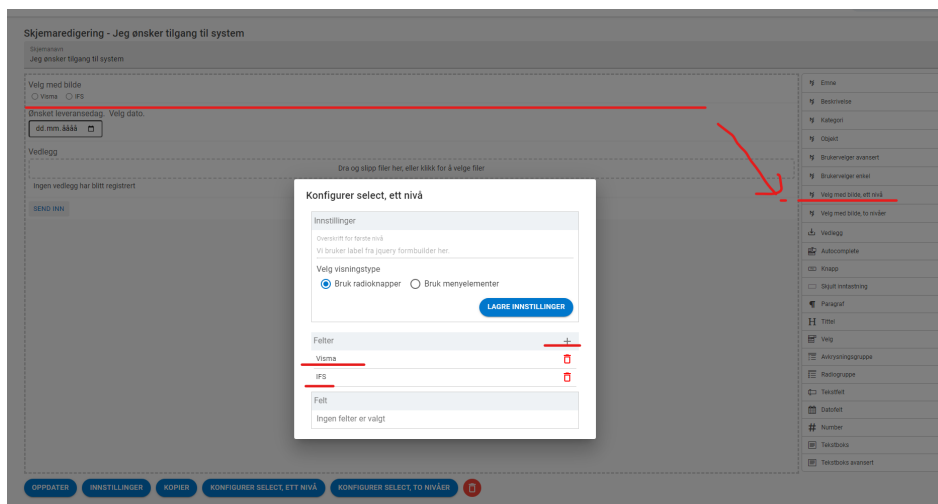 Skjemaredigering - Jeg ønsker tilgang til system
Skjemanavn
Jeg ønsker tilgang til system
Velg med bilde
Visma IFS
Ønsket leveransedag. Velg dato.
dd.mm.åååå
Vedlegg
Dra og slipp filer her, eller klikk for å velge filer
Ingen vedlegg har blitt registrert
SEND INN
Konfigurer select, ett nivå
Innstillinger
Overskrift for første nivå
Vi bruker label fra jquery formbuilder her.
Velg visningstype
Bruk radioknapper Bruk menyelementer
LAGRE INNSTILLINGER
Felter +
Visma
IFS
Felt
Ingen felter er valgt
Emne
Beskrivelse
Kategori
Objekt
Brukervelger avansert
Brukervelger enkel
Velg med bilde, ett nivå
Velg med bilde, to nivåer
Vedlegg
Autocomplete
Knapp
Skjult inntastning
Paragraf
Tittel
Velg
Avkrysningsgruppe
Radiogruppe
Tekstfelt
Datofelt
Number
Tekstboks
Tekstboks avansert
OPPDATER INNSTILLINGER KOPIER KONFIGURER SELECT, ETT NIVÅ KONFIGURER SELECT, TO NIVÅER